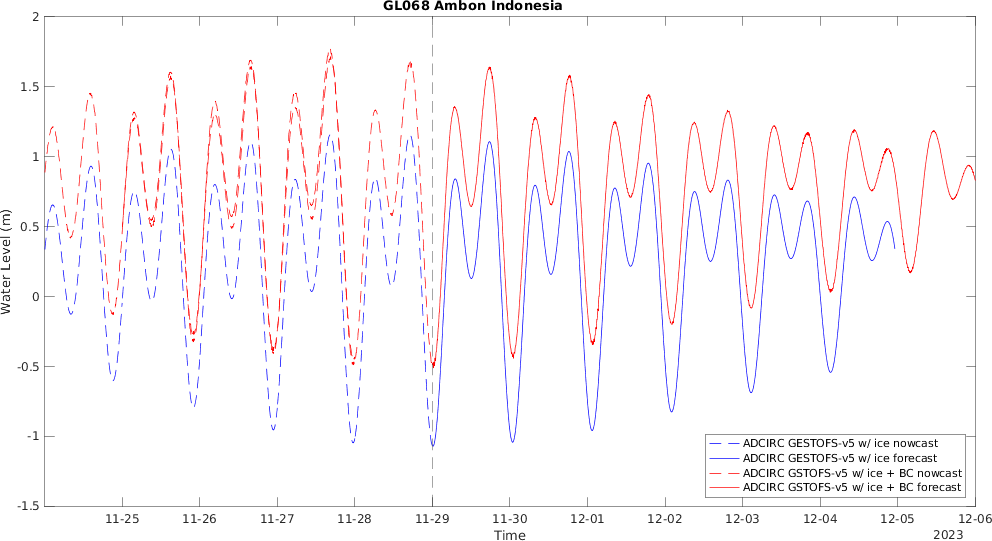 GL068 Ambon Indonesia
2
1.5
1
0.5
0
-0.5
-1
-1.5
Water Level (m)
ADCIRC GESTOFS-v5 w/ ice nowcast
ADCIRC GESTOFS-v5 w/ ice forecast
ADCIRC GSTOFS-v5 w/ ice + BC nowcast
ADCIRC GSTOFS-v5 w/ ice + BC forecast
11-25 11-26 11-27 11-28 11-29 11-30 12-01 12-02 12-03 12-04 12-05 12-06
Time
2023